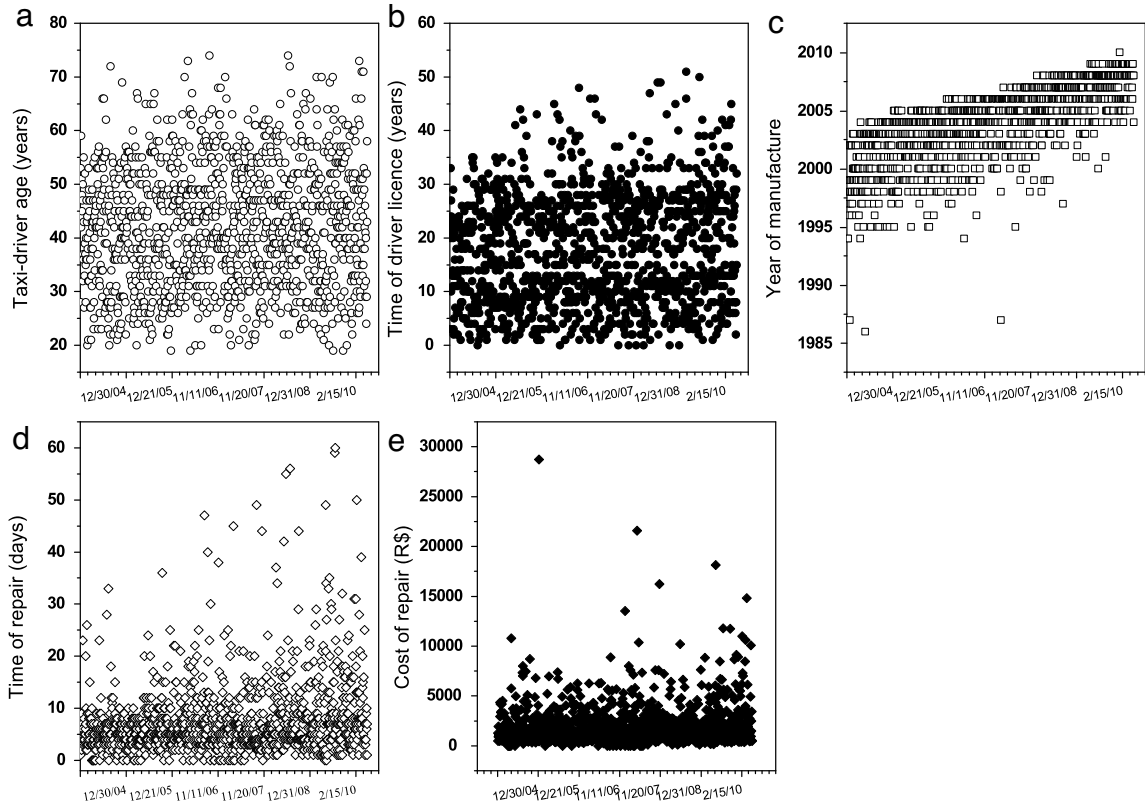 a
Taxi-driver age (years)
80
70
60
50
40
30
20
12/30/04 12/21/05 11/11/06 11/20/07 12/31/08 2/15/10
b
Time of driver licence (years)
60
50
40
30
20
10
0
12/30/04 12/21/05 11/11/06 11/20/07 12/31/08 2/15/10
c
Year of manufacture
2010
2005
2000
1995
1990
1985
12/30/04 12/21/05 11/11/06 11/20/07 12/31/08 2/15/10
d
Time of repair (days)
60
50
40
30
20
10
0
12/30/04 12/21/05 11/11/06 11/20/07 12/31/08 2/15/10
e
Cost of repair (R$)
30000
25000
20000
15000
10000
5000
0
12/30/04 12/21/05 11/11/06 11/20/07 12/31/08 2/15/10